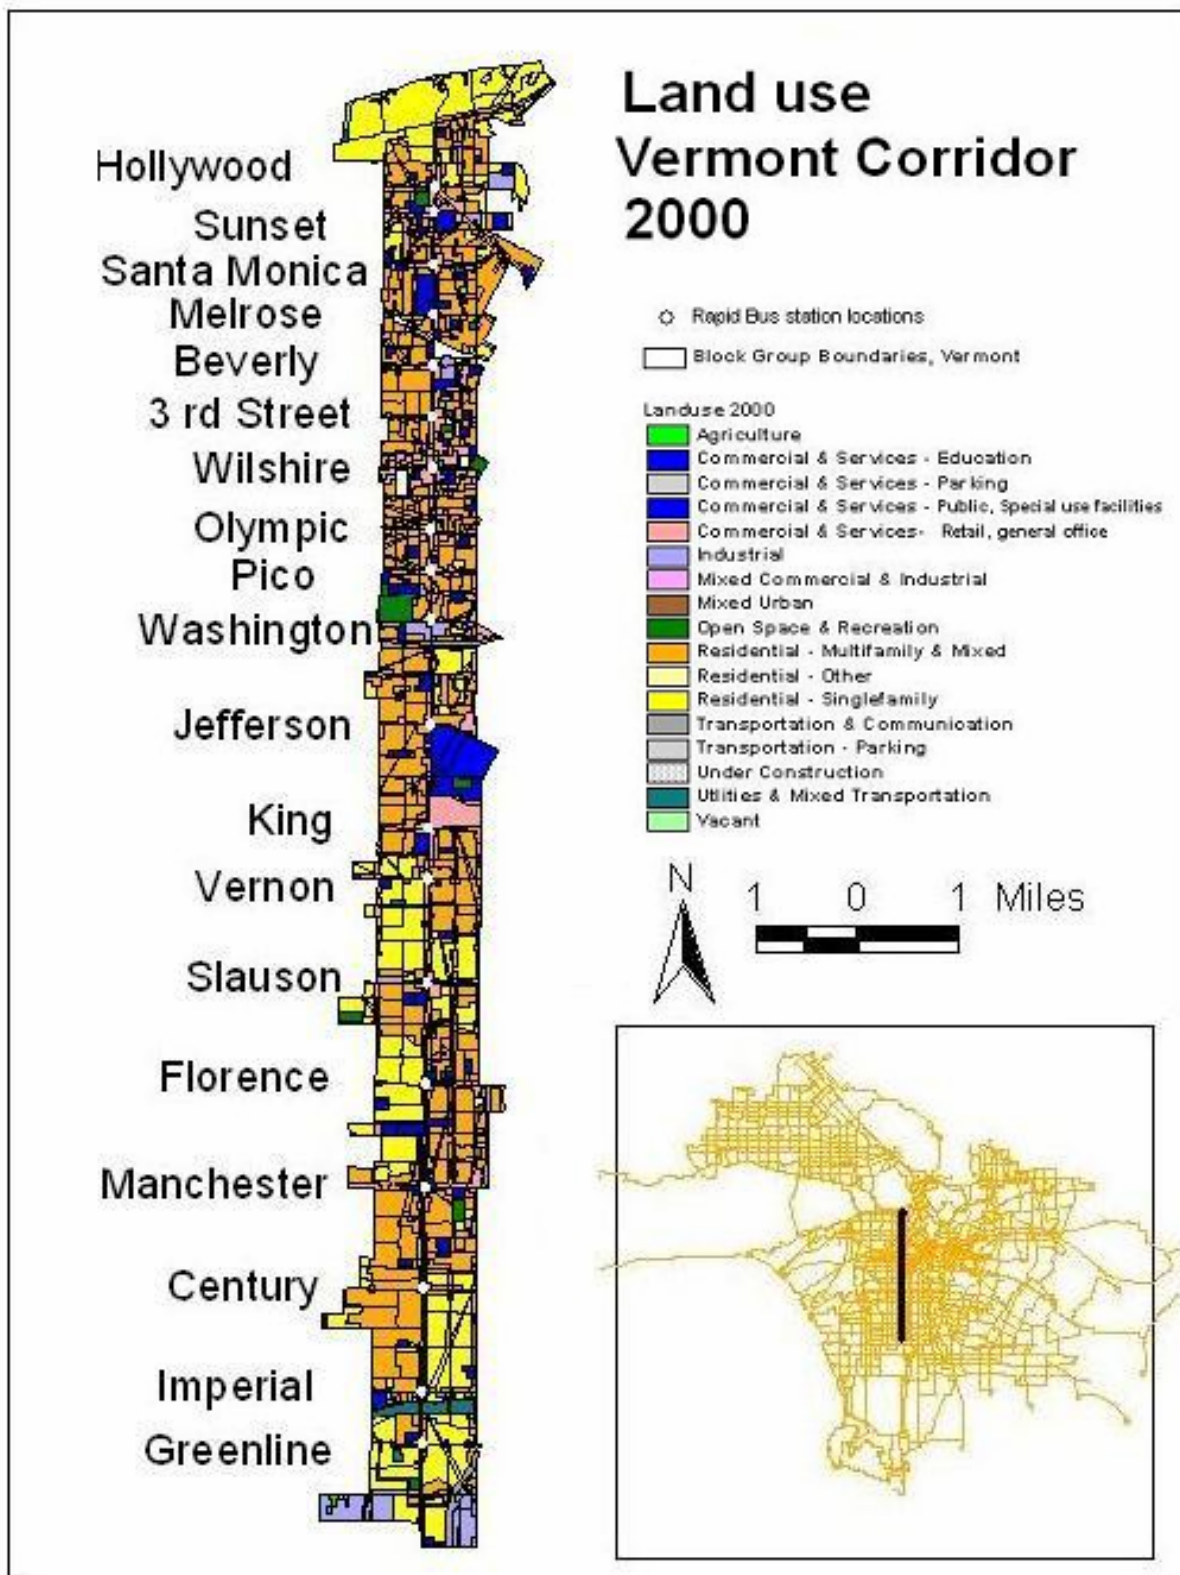 Land use
Vermont Corridor
2000
Hollywood
Sunset
Santa Monica
Melrose
Beverly
3 rd Street
Wilshire
Olympic
Pico
Washington
Jefferson
King
Vernon
Slauson
Florence
Manchester
Century
Imperial
Greenline
Rapid Bus station locations
Block Group Boundaries, Vermont
Landuse 2000
Agriculture
Commercial & Services - Education
Commercial & Services - Parking
Commercial & Services - Public, Special use facilities
Commercial & Services- Retail, general office
Industrial
Mixed Commercial & Industrial
Mixed Urban
Open Space & Recreation
Residential - Multifamily & Mixed
Residential - Other
Residential - Singlefamily
Transportation & Communication
Transportation - Parking
Under Construction
Utlities & Mixed Transportation
Vacant
N
1 0 1 Miles